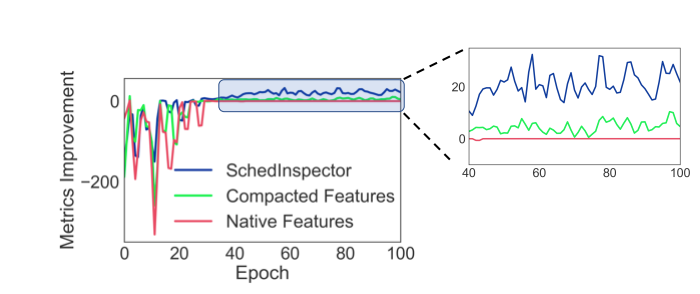 Metrics Improvement
0
−200
0 20 40 60 80 100
Epoch
SchedInspector
Compacted Features
Native Features
20
0
40 60 80 100